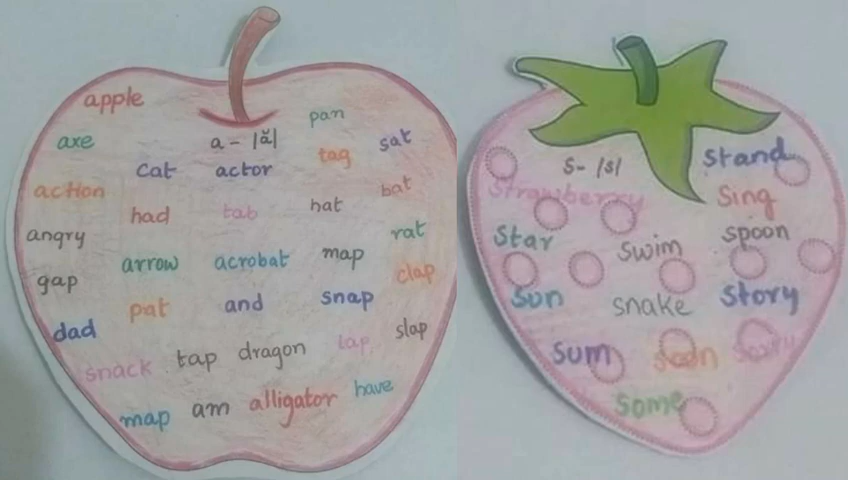 apple
pan
axe
a - /ă/
sat
cat
actor
tag
action
bat
had
tab
hat
angry
rat
arrow
acrobat
map
gap
clap
pat
and
snap
dad
slap
snack
tap
dragon
lap
map
am
alligator
have
s- /s/
stand
strawberry
Sing
Star
swim
spoon
Sun
snake
Story
Sum
Some